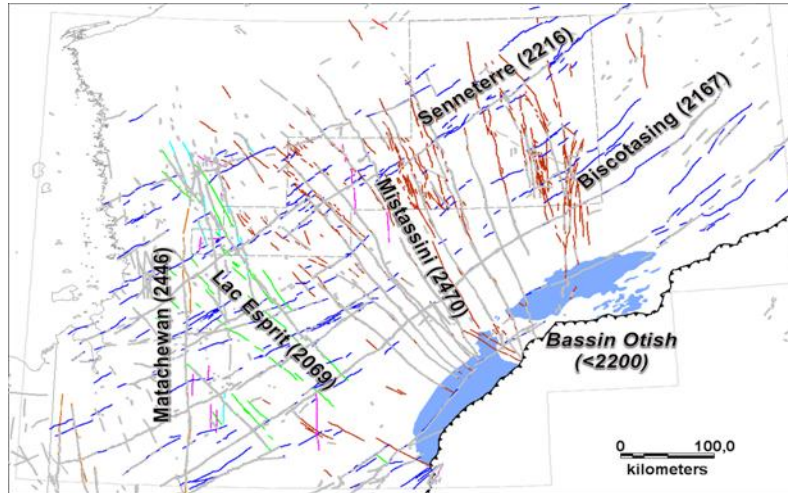 Senneterre (2216)
Biscotasing (2167)
Mistassini (2470)
Matachewan (2446)
Lac Esprit (2069)
Bassin Otish
(<2200)
0 100,0
kilometers